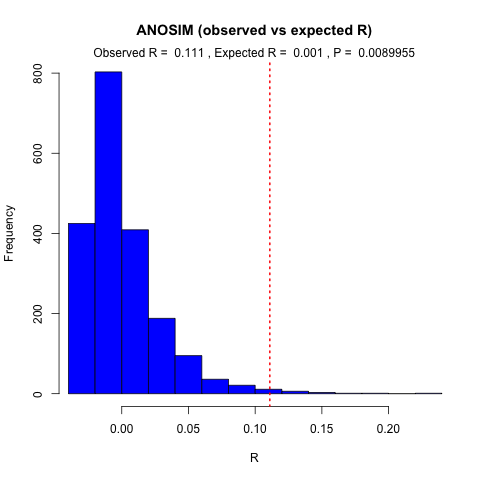 ANOSIM (observed vs expected R)
Observed R =  0.111 , Expected R =  0.001 , P =  0.0089955
Frequency
800
600
400
200
0
0.00 0.05 0.10 0.15 0.20
R